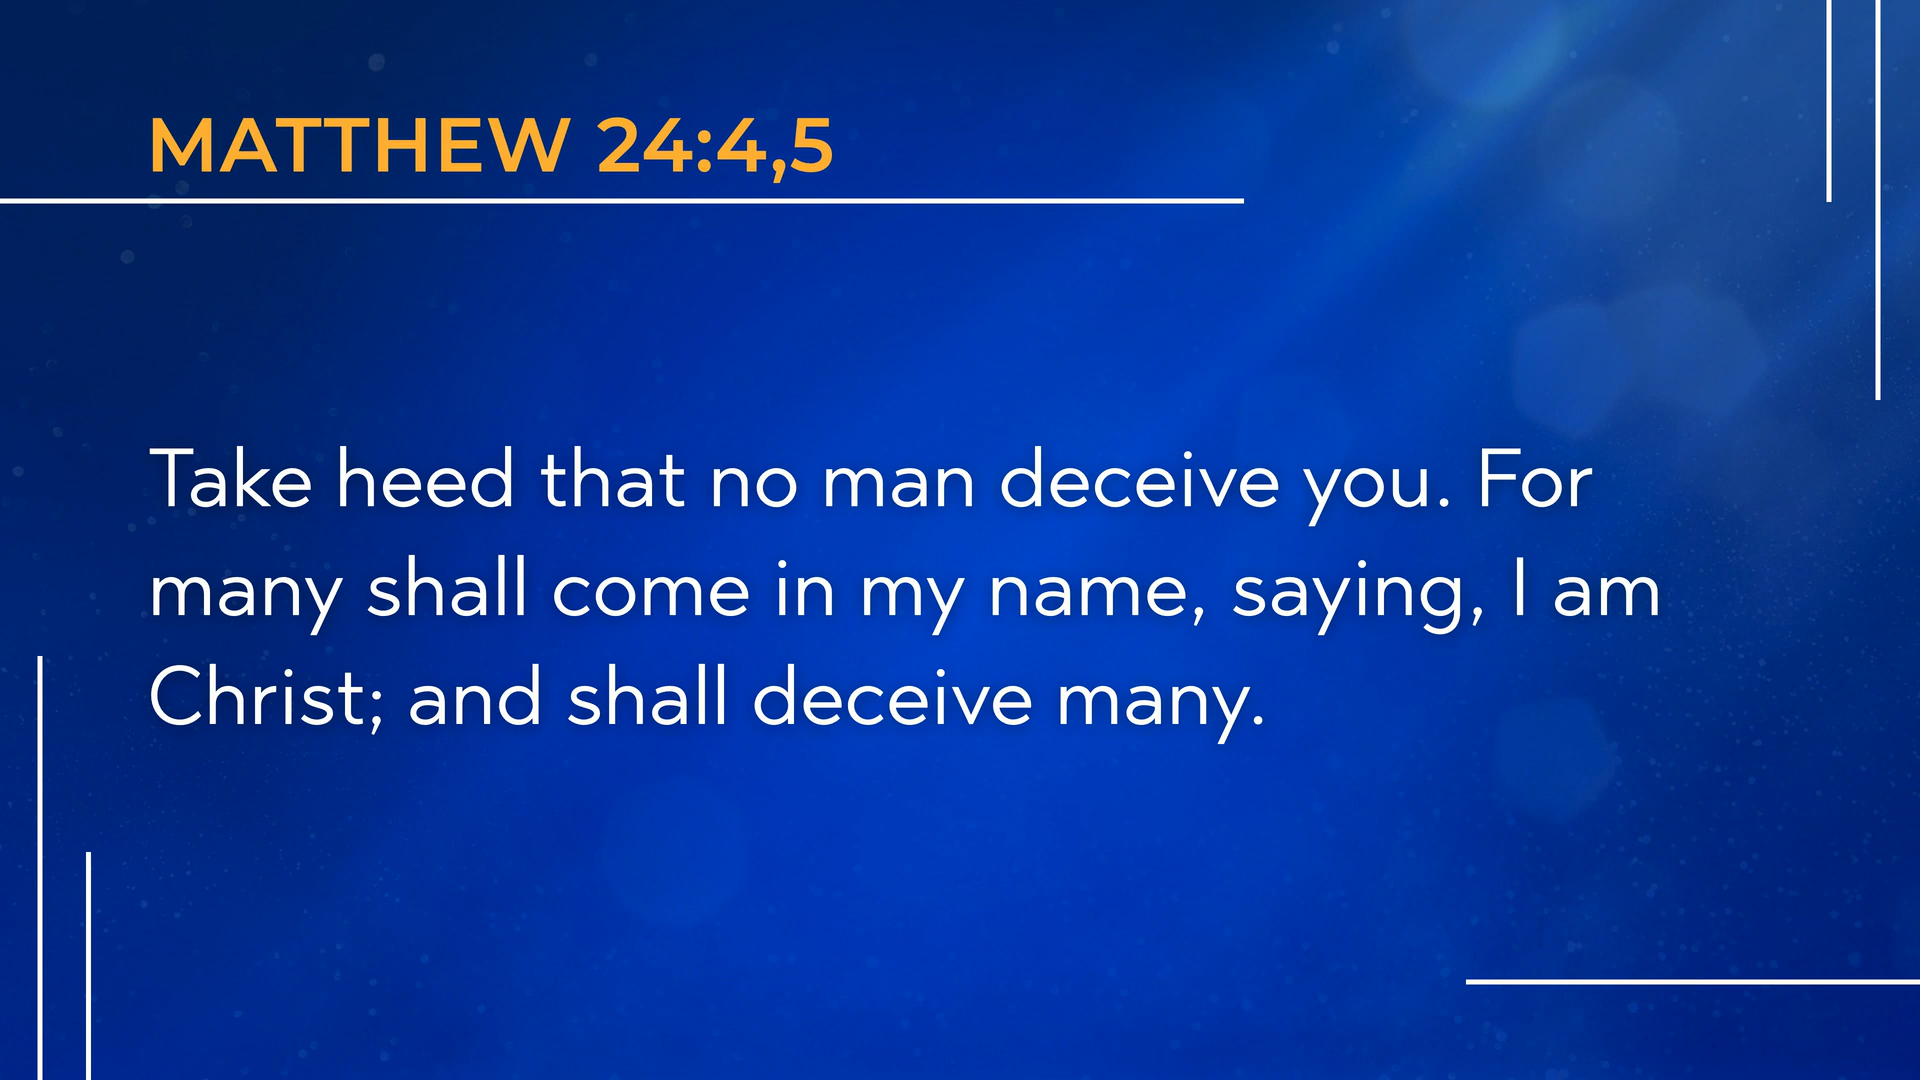 MATTHEW 24:4,5
Take heed that no man deceive you. For
many shall come in my name, saying, I am
Christ; and shall deceive many.